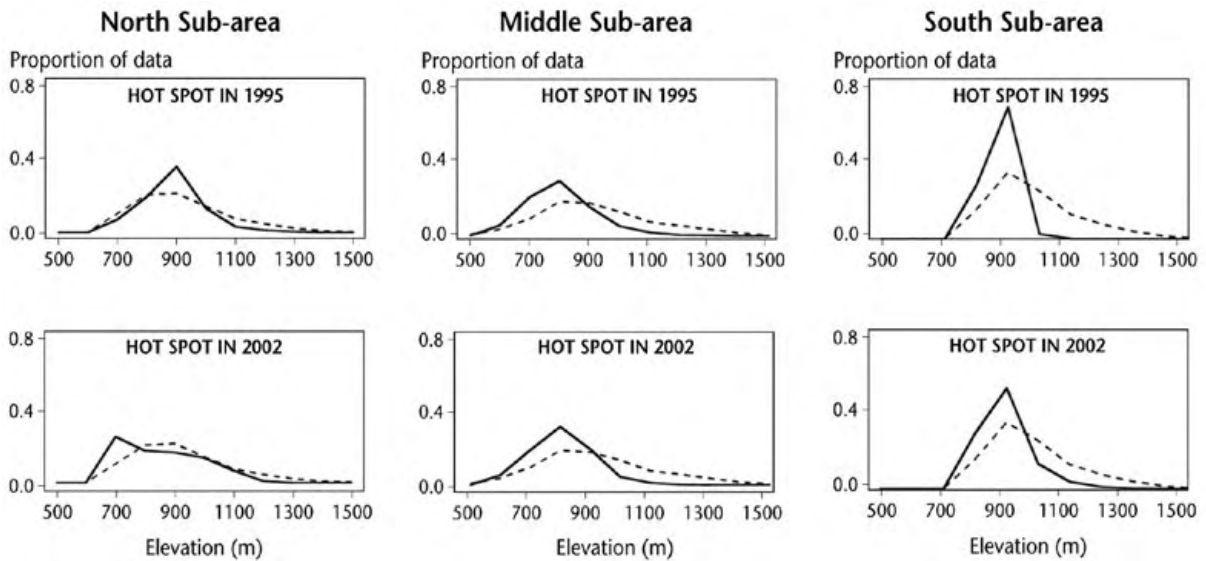 North Sub-area
Proportion of data
0.8
0.4
0.0
HOT SPOT IN 1995
500 700 900 1100 1300 1500
Middle Sub-area
Proportion of data
0.8
0.4
0.0
HOT SPOT IN 1995
500 700 900 1100 1300 1500
South Sub-area
Proportion of data
0.8
0.4
0.0
HOT SPOT IN 1995
500 700 900 1100 1300 1500
0.8
0.4
0.0
HOT SPOT IN 2002
500 700 900 1100 1300 1500
Elevation (m)
0.8
0.4
0.0
HOT SPOT IN 2002
500 700 900 1100 1300 1500
Elevation (m)
0.8
0.4
0.0
HOT SPOT IN 2002
500 700 900 1100 1300 1500
Elevation (m)